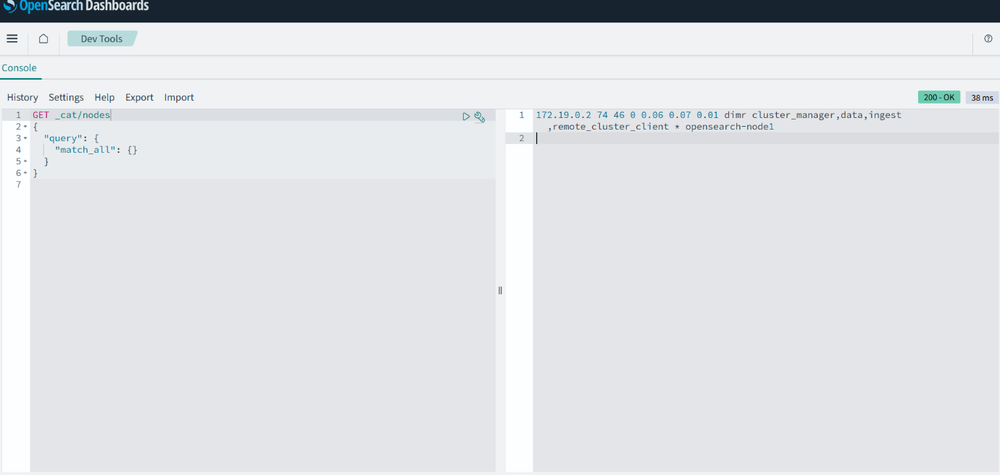 OpenSearch Dashboards
Dev Tools
Console
History Settings Help Export Import
200 - OK 38 ms
1 GET _cat/nodes
2 {
3 "query": {
4 "match_all": {}
5 }
6 }
7
1 172.19.0.2 74 46 0 0.06 0.07 0.01 dimr cluster_manager,data,ingest
,remote_cluster_client * opensearch-node1
2